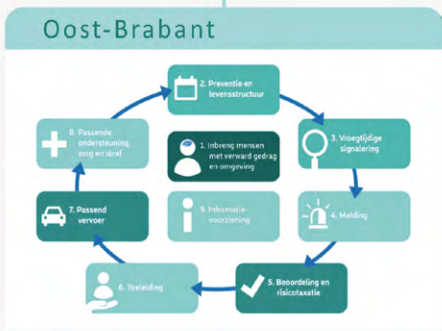 Oost-Brabant
2. Preventie en
levensstructuur
8. Passende
ondersteuning,
zorg en straf
1. Inbreng mensen
met verward gedrag
en omgeving
3. Vroegtijdige
signalering
7. Passend
vervoer
9. Informatie-
voorziening
4. Melding
6. Toeleiding
5. Beoordeling en
risicotaxatie